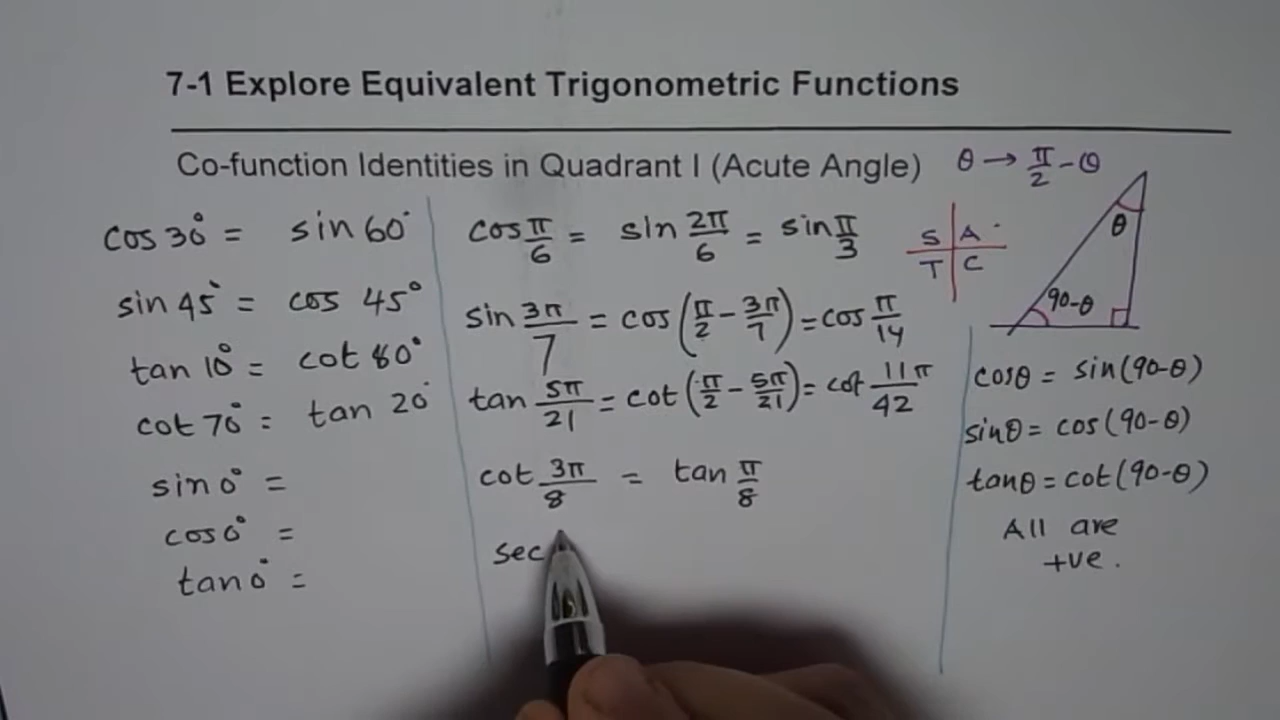 7-1 Explore Equivalent Trigonometric Functions
Co-function Identities in Quadrant I (Acute Angle)
θ → π/2 - θ
cos 30° = sin 60°
sin 45° = cos 45°
tan 10° = cot 80°
cot 70° = tan 20°
sin 0° =
cos 0° =
tan 0° =
cos π/6 = sin 2π/6 = sin π/3
sin 3π/7 = cos (π/2 - 3π/7) = cos π/14
tan 5π/21 = cot (π/2 - 5π/21) = cot 11π/42
cot 3π/8 = tan π/8
sec
S A
T C
θ
90-θ
cosθ = sin(90-θ)
sinθ = cos(90-θ)
tanθ = cot(90-θ)
All are
+ve.